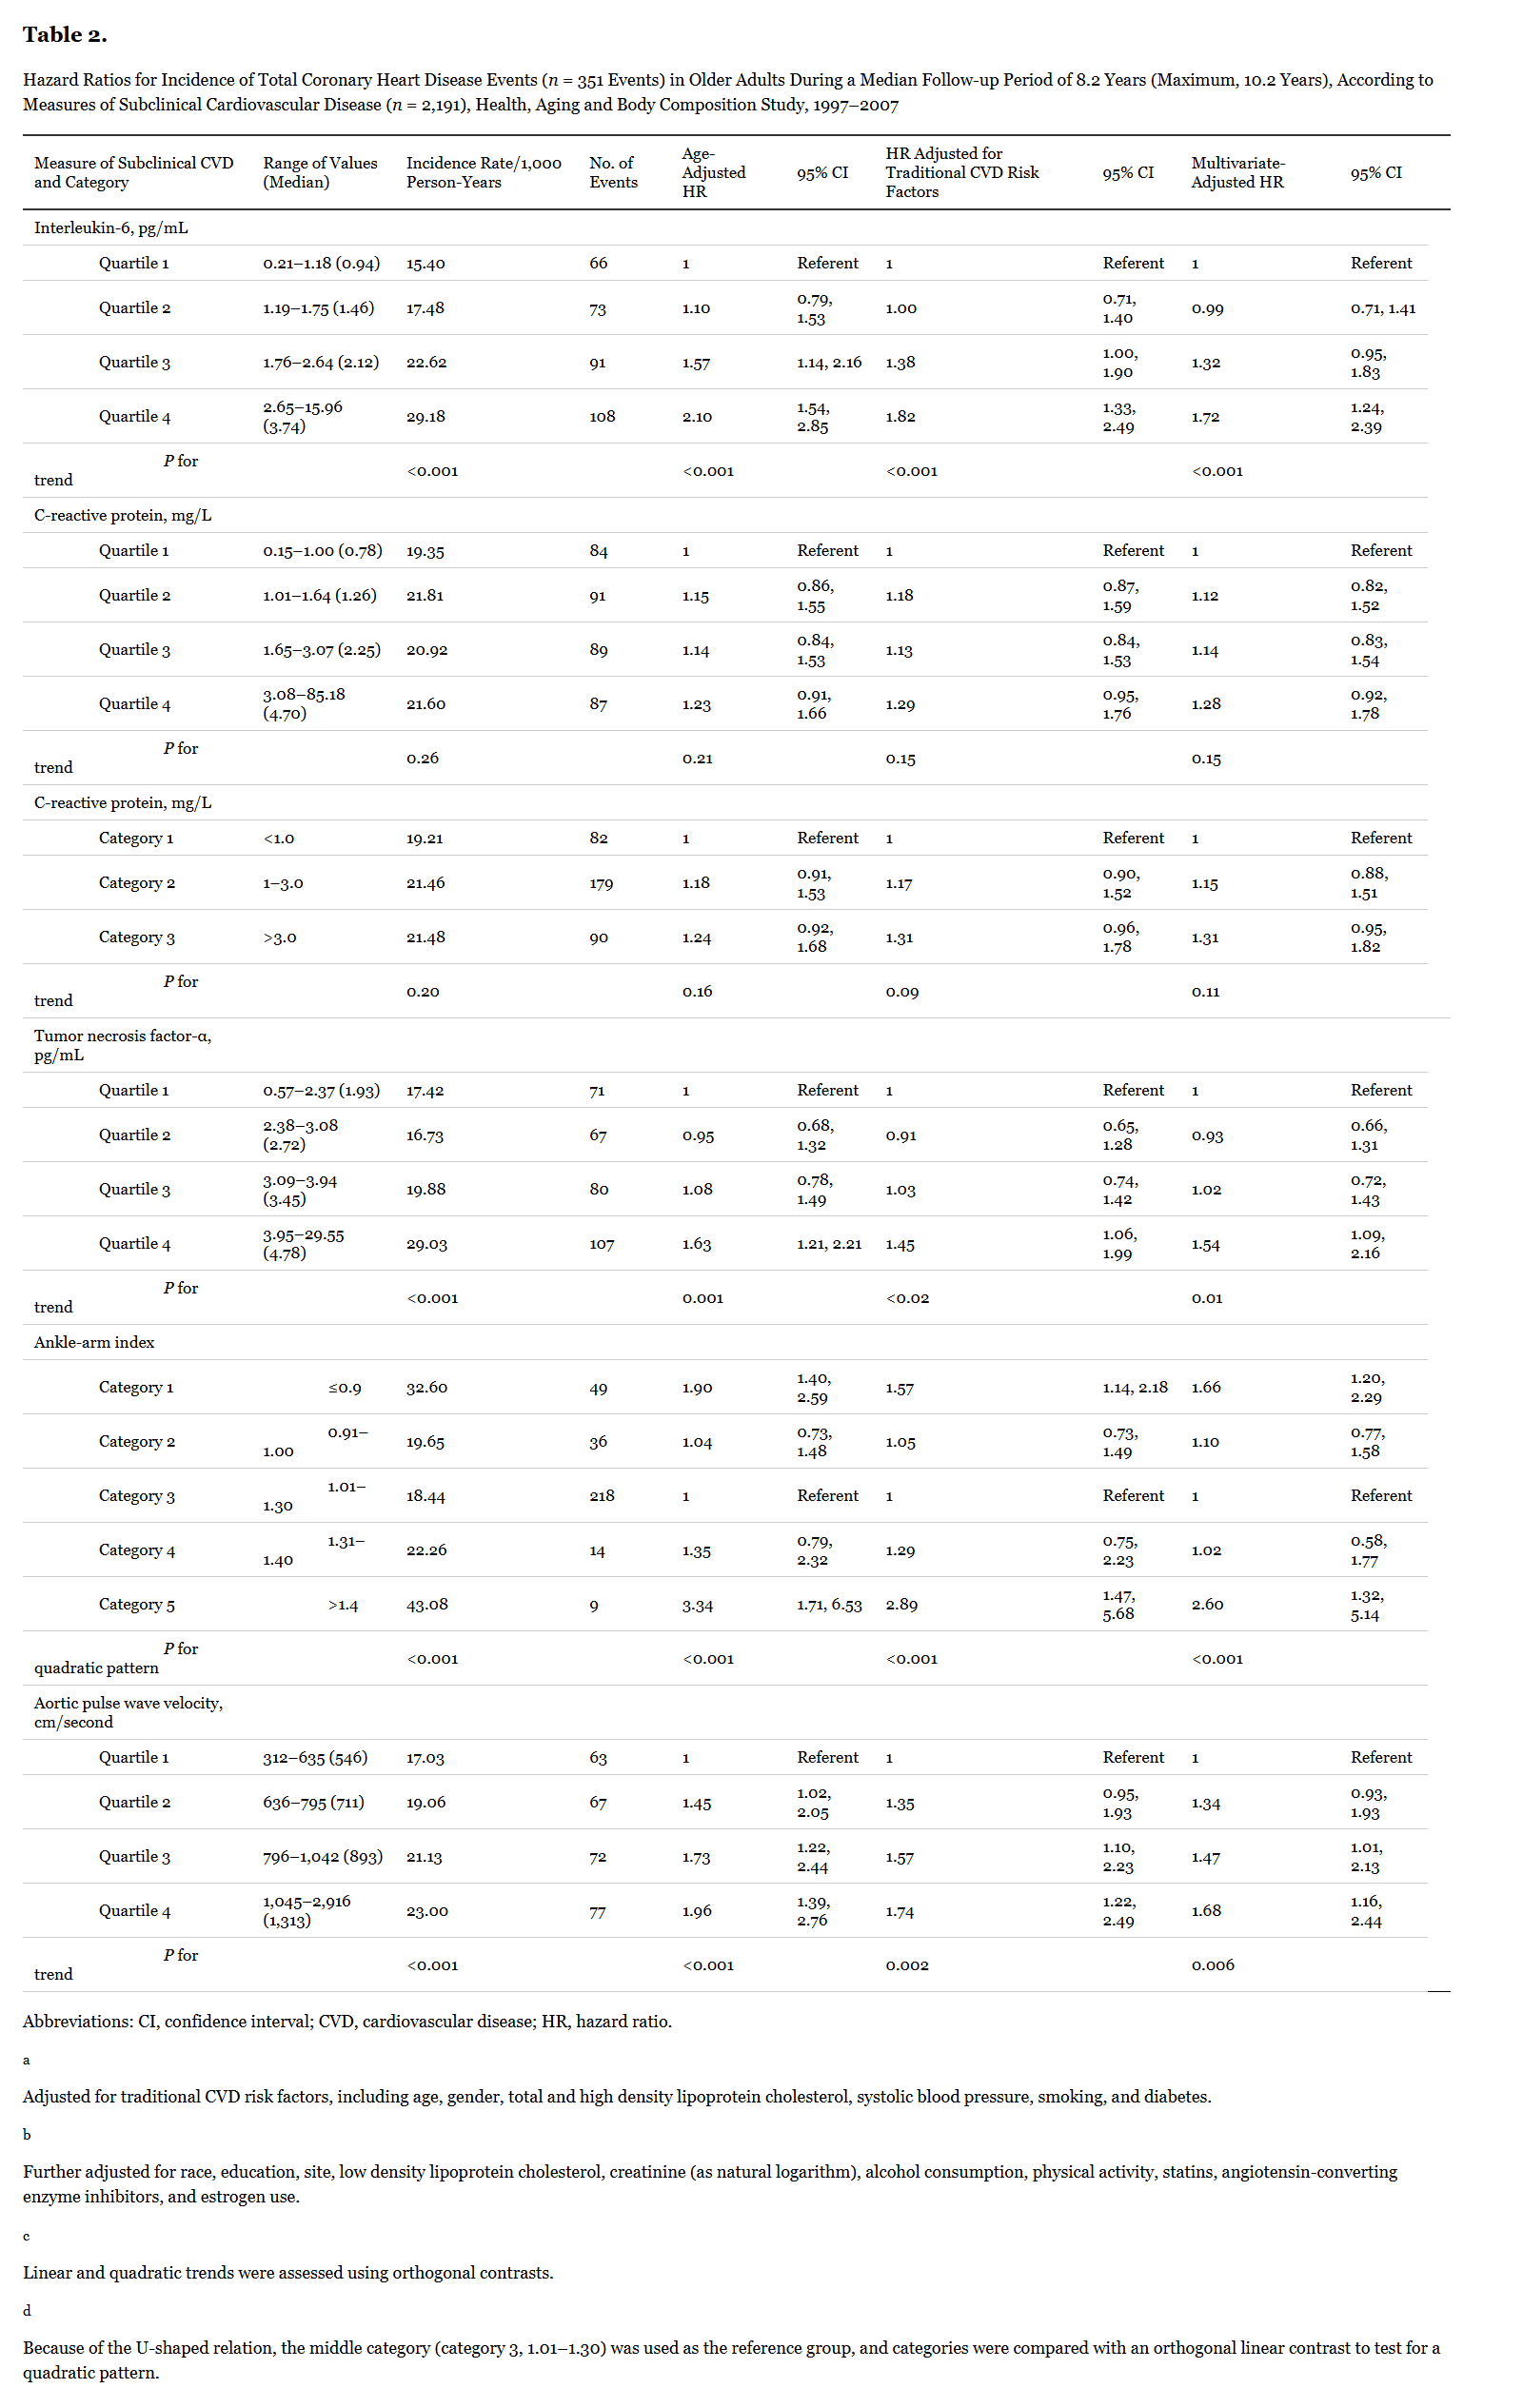 Table 2.
Hazard Ratios for Incidence of Total Coronary Heart Disease Events (n = 351 Events) in Older Adults During a Median Follow-up Period of 8.2 Years (Maximum, 10.2 Years), According to
Measures of Subclinical Cardiovascular Disease (n = 2,191), Health, Aging and Body Composition Study, 1997–2007
Measure of Subclinical CVD and Category Range of Values (Median) Incidence Rate/1,000 Person-Years No. of Events Age-Adjusted HR 95% CI HR Adjusted for Traditional CVD Risk Factors 95% CI Multivariate-Adjusted HR 95% CI
Interleukin-6, pg/mL
Quartile 1 0.21–1.18 (0.94) 15.40 66 1 Referent 1 Referent 1 Referent
Quartile 2 1.19–1.75 (1.46) 17.48 73 1.10 0.79, 1.53 1.00 0.71, 1.40 0.99 0.71, 1.41
Quartile 3 1.76–2.64 (2.12) 22.62 91 1.57 1.14, 2.16 1.38 1.00, 1.90 1.32 0.95, 1.83
Quartile 4 2.65–15.96 (3.74) 29.18 108 2.10 1.54, 2.85 1.82 1.33, 2.49 1.72 1.24, 2.39
P for trend <0.001 <0.001 <0.001 <0.001
C-reactive protein, mg/L
Quartile 1 0.15–1.00 (0.78) 19.35 84 1 Referent 1 Referent 1 Referent
Quartile 2 1.01–1.64 (1.26) 21.81 91 1.15 0.86, 1.55 1.18 0.87, 1.59 1.12 0.82, 1.52
Quartile 3 1.65–3.07 (2.25) 20.92 89 1.14 0.84, 1.53 1.13 0.84, 1.53 1.14 0.83, 1.54
Quartile 4 3.08–85.18 (4.70) 21.60 87 1.23 0.91, 1.66 1.29 0.95, 1.76 1.28 0.92, 1.78
P for trend 0.26 0.21 0.15 0.15
C-reactive protein, mg/L
Category 1 <1.0 19.21 82 1 Referent 1 Referent 1 Referent
Category 2 1–3.0 21.46 179 1.18 0.91, 1.53 1.17 0.90, 1.52 1.15 0.88, 1.51
Category 3 >3.0 21.48 90 1.24 0.92, 1.68 1.31 0.96, 1.78 1.31 0.95, 1.82
P for trend 0.20 0.16 0.09 0.11
Tumor necrosis factor-α, pg/mL
Quartile 1 0.57–2.37 (1.93) 17.42 71 1 Referent 1 Referent 1 Referent
Quartile 2 2.38–3.08 (2.72) 16.73 67 0.95 0.68, 1.32 0.91 0.65, 1.28 0.93 0.66, 1.31
Quartile 3 3.09–3.94 (3.45) 19.88 80 1.08 0.78, 1.49 1.03 0.74, 1.42 1.02 0.72, 1.43
Quartile 4 3.95–29.55 (4.78) 29.03 107 1.63 1.21, 2.21 1.45 1.06, 1.99 1.54 1.09, 2.16
P for trend <0.001 0.001 <0.02 0.01
Ankle-arm index
Category 1 ≤0.9 32.60 49 1.90 1.40, 2.59 1.57 1.14, 2.18 1.66 1.20, 2.29
Category 2 0.91–1.00 19.65 36 1.04 0.73, 1.48 1.05 0.73, 1.49 1.10 0.77, 1.58
Category 3 1.01–1.30 18.44 218 1 Referent 1 Referent 1 Referent
Category 4 1.31–1.40 22.26 14 1.35 0.79, 2.32 1.29 0.75, 2.23 1.02 0.58, 1.77
Category 5 >1.4 43.08 9 3.34 1.71, 6.53 2.89 1.47, 5.68 2.60 1.32, 5.14
P for quadratic pattern <0.001 <0.001 <0.001 <0.001
Aortic pulse wave velocity, cm/second
Quartile 1 312–635 (546) 17.03 63 1 Referent 1 Referent 1 Referent
Quartile 2 636–795 (711) 19.06 67 1.45 1.02, 2.05 1.35 0.95, 1.93 1.34 0.93, 1.93
Quartile 3 796–1,042 (893) 21.13 72 1.73 1.22, 2.44 1.57 1.10, 2.23 1.47 1.01, 2.13
Quartile 4 1,045–2,916 (1,313) 23.00 77 1.96 1.39, 2.76 1.74 1.22, 2.49 1.68 1.16, 2.44
P for trend <0.001 <0.001 0.002 0.006
Abbreviations: CI, confidence interval; CVD, cardiovascular disease; HR, hazard ratio.
a
Adjusted for traditional CVD risk factors, including age, gender, total and high density lipoprotein cholesterol, systolic blood pressure, smoking, and diabetes.
b
Further adjusted for race, education, site, low density lipoprotein cholesterol, creatinine (as natural logarithm), alcohol consumption, physical activity, statins, angiotensin-converting
enzyme inhibitors, and estrogen use.
c
Linear and quadratic trends were assessed using orthogonal contrasts.
d
Because of the U-shaped relation, the middle category (category 3, 1.01–1.30) was used as the reference group, and categories were compared with an orthogonal linear contrast to test for a
quadratic pattern.